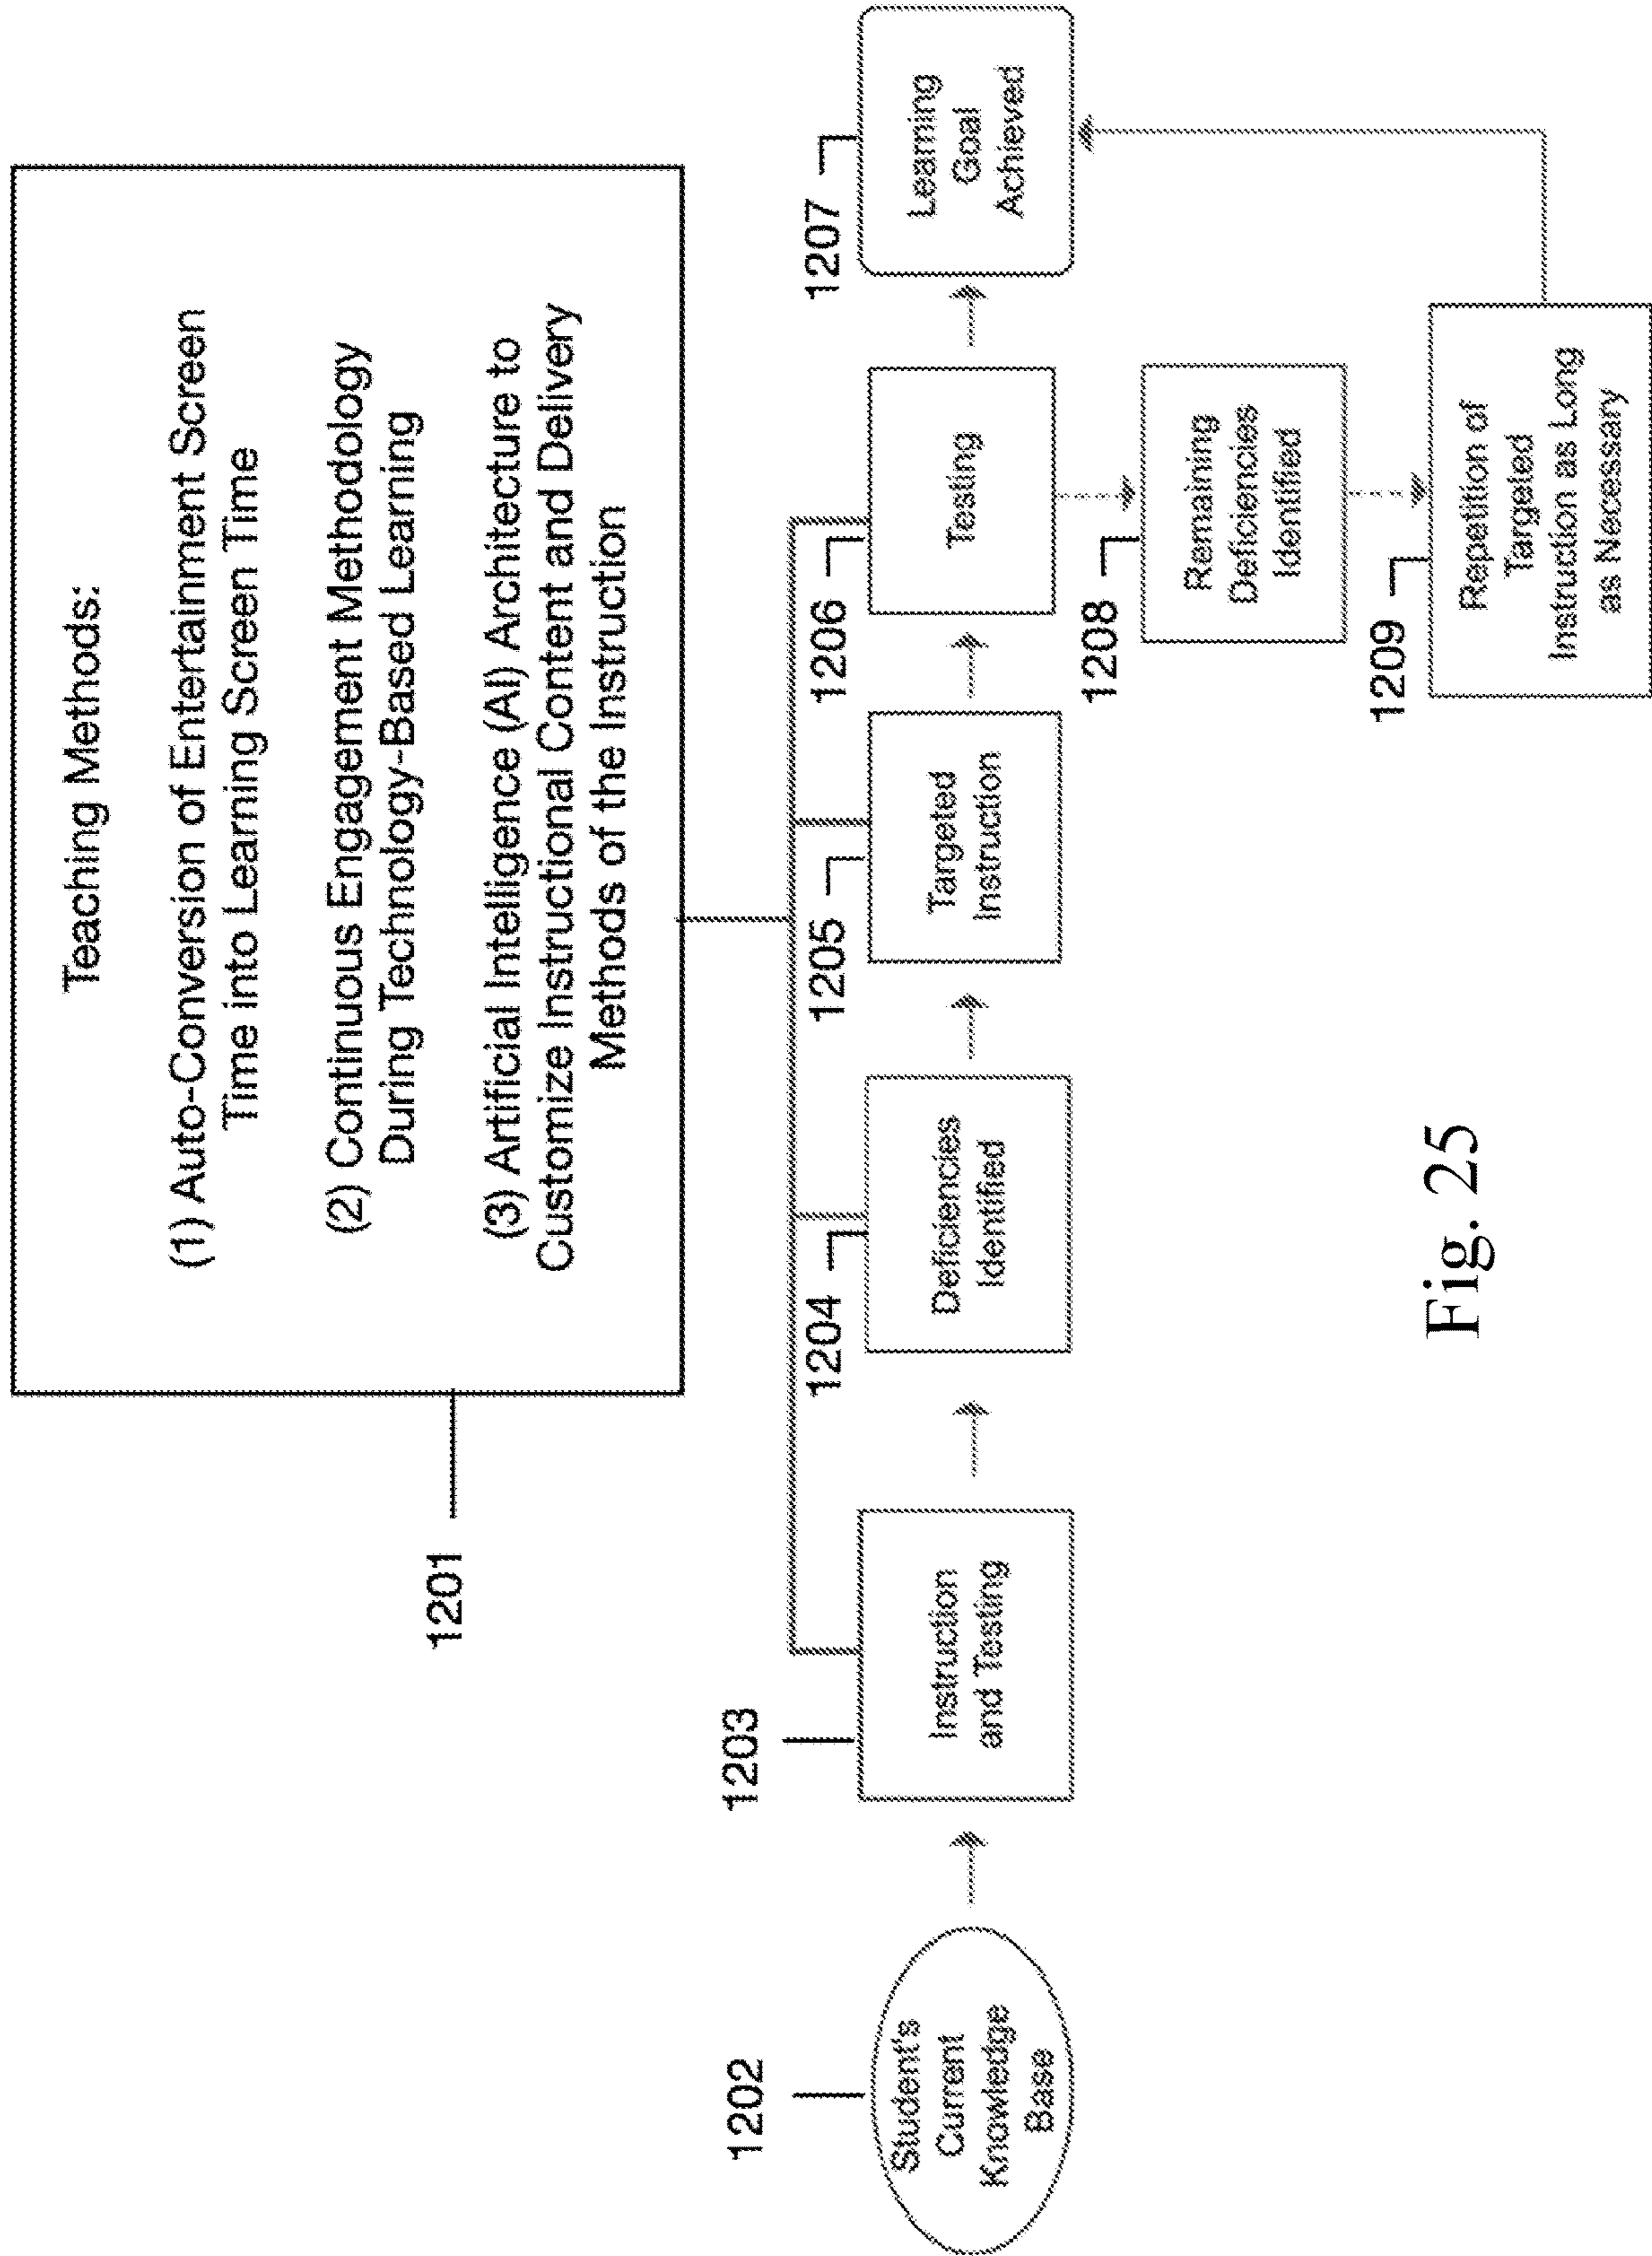 Teaching Methods:
(1) Auto-Conversion of Entertainment Screen
Time into Learning Screen Time
(2) Continuous Engagement Methodology
During Technology-Based Learning
(3) Artificial Intelligence (AI) Architecture to
Customize Instructional Content and Delivery
Methods of the Instruction
1201
1202
Student's
Current
Knowledge
Base
1203
Instruction
and Testing
1204
Deficiencies
Identified
1205
Targeted
Instruction
1206
Testing
1207
Learning
Goal
Achieved
1208
Remaining
Deficiencies
Identified
1209
Repetition of
Targeted
Instruction as Long
as Necessary
Fig. 25